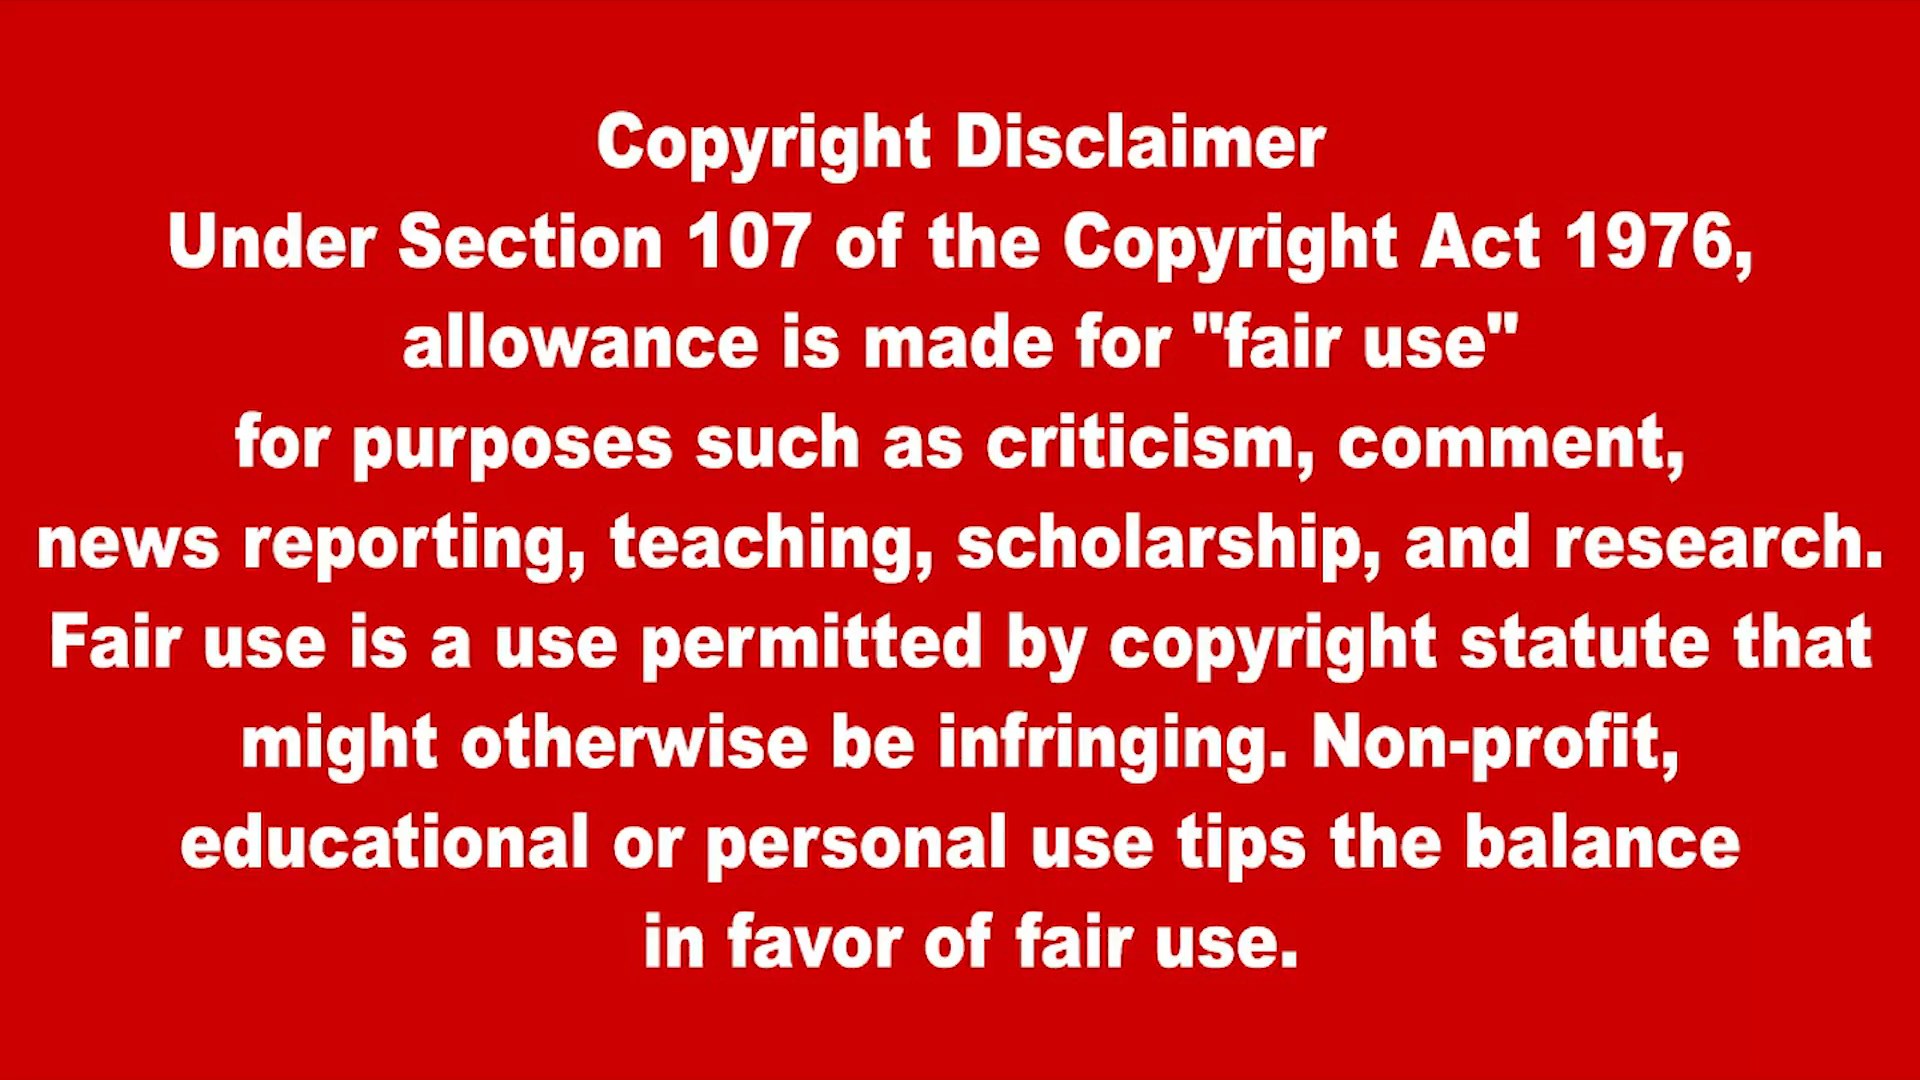 Copyright Disclaimer
Under Section 107 of the Copyright Act 1976,
allowance is made for "fair use"
for purposes such as criticism, comment,
news reporting, teaching, scholarship, and research.
Fair use is a use permitted by copyright statute that
might otherwise be infringing. Non-profit,
educational or personal use tips the balance
in favor of fair use.